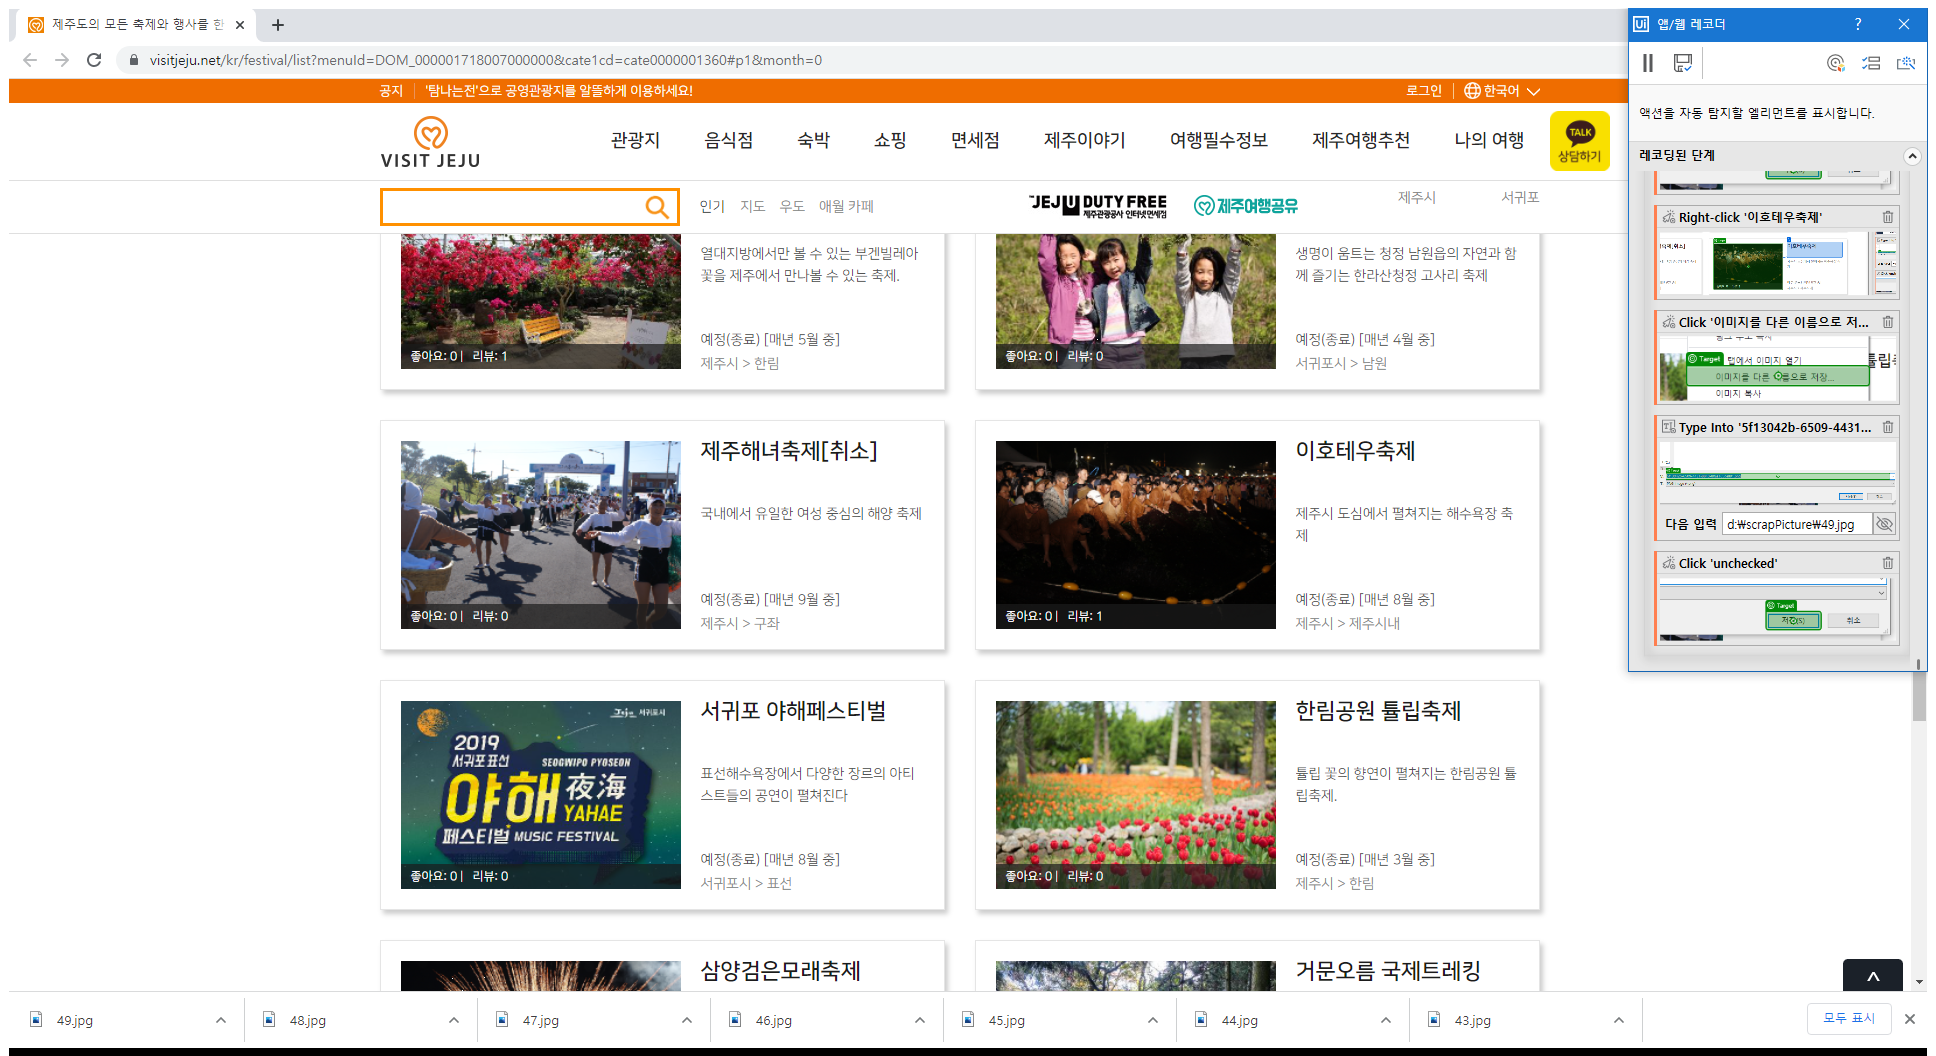 제주도의 모든 축제와 행사를 한
visitjeju.net/kr/festival/list?menuId=DOM_000001718007000000&cate1cd=cate0000001360#p1&month=0
공지 '탐나는전'으로 공영관광지를 알뜰하게 이용하세요!
로그인 한국어
VISIT JEJU
관광지 음식점 숙박 쇼핑 면세점 제주이야기 여행필수정보 제주여행추천 나의 여행
TALK
상담하기
인기 지도 우도 애월 카페
JEJU DUTY FREE
제주관광공사 인터넷면세점
제주여행공유
제주시 서귀포
열대지방에서만 볼 수 있는 부겐빌레아
꽃을 제주에서 만나볼 수 있는 축제.
예정(종료) [매년 5월 중]
제주시 > 한림
좋아요: 0 | 리뷰: 1
생명이 움트는 청정 남원읍의 자연과 함
께 즐기는 한라산청정 고사리 축제
예정(종료) [매년 4월 중]
서귀포시 > 남원
좋아요: 0 | 리뷰: 0
제주해녀축제[취소]
국내에서 유일한 여성 중심의 해양 축제
예정(종료) [매년 9월 중]
제주시 > 구좌
좋아요: 0 | 리뷰: 0
이호테우축제
제주시 도심에서 펼쳐지는 해수욕장 축
제
예정(종료) [매년 8월 중]
제주시 > 제주시내
좋아요: 0 | 리뷰: 1
서귀포 야해페스티벌
표선해수욕장에서 다양한 장르의 아티
스트들의 공연이 펼쳐진다
예정(종료) [매년 8월 중]
서귀포시 > 표선
Jeju 서귀포시
2019
서귀포 표선
SEOGWIPO PYOSEON
야해 夜海
YAHAE
페스티벌 MUSIC FESTIVAL
좋아요: 0 | 리뷰: 0
한림공원 튤립축제
튤립 꽃의 향연이 펼쳐지는 한림공원 튤
립축제.
예정(종료) [매년 3월 중]
제주시 > 한림
좋아요: 0 | 리뷰: 0
삼양검은모래축제
거문오름 국제트레킹
Ui 앱/웹 레코더 ?
액션을 자동 탐지할 엘리먼트를 표시합니다.
레코딩된 단계
취소
Right-click '이호테우축제'
Click '이미지를 다른 이름으로 저...
Target 탭에서 이미지 열기
이미지를 다른 이름으로 저장...
이미지 복사
Type Into '5f13042b-6509-4431...
다음 입력 d:₩scrapPicture₩49.jpg
Click 'unchecked'
Target
저장(S) 취소
49.jpg 48.jpg 47.jpg 46.jpg 45.jpg 44.jpg 43.jpg
모두 표시